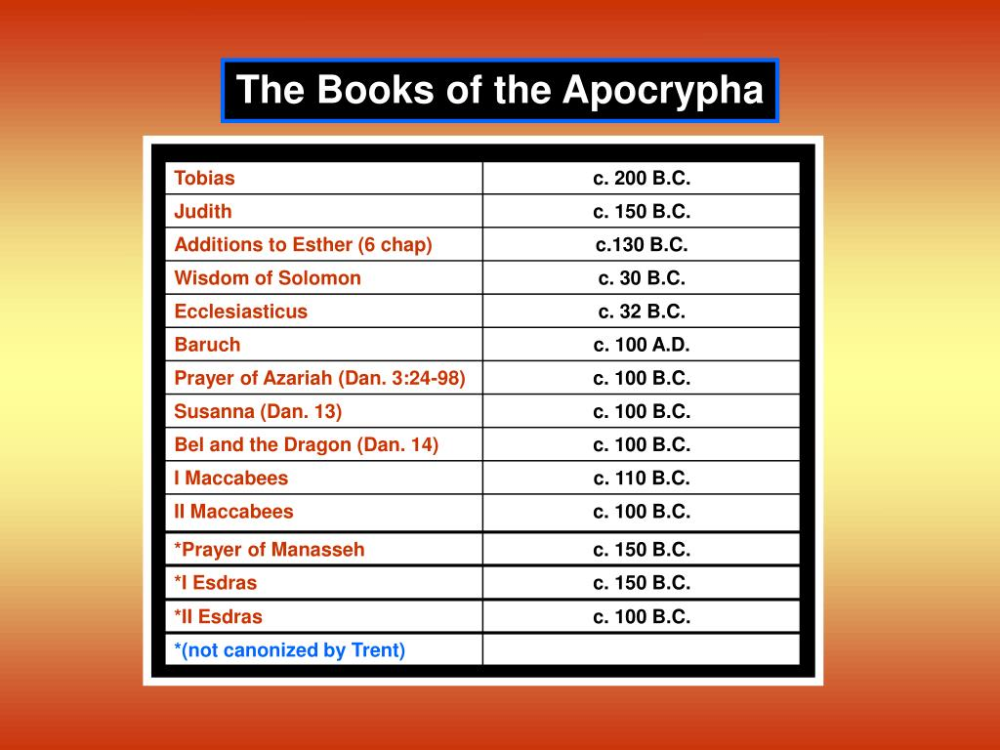 The Books of the Apocrypha
Tobias c. 200 B.C.
Judith c. 150 B.C.
Additions to Esther (6 chap) c.130 B.C.
Wisdom of Solomon c. 30 B.C.
Ecclesiasticus c. 32 B.C.
Baruch c. 100 A.D.
Prayer of Azariah (Dan. 3:24-98) c. 100 B.C.
Susanna (Dan. 13) c. 100 B.C.
Bel and the Dragon (Dan. 14) c. 100 B.C.
I Maccabees c. 110 B.C.
II Maccabees c. 100 B.C.
*Prayer of Manasseh c. 150 B.C.
*I Esdras c. 150 B.C.
*II Esdras c. 100 B.C.
*(not canonized by Trent)